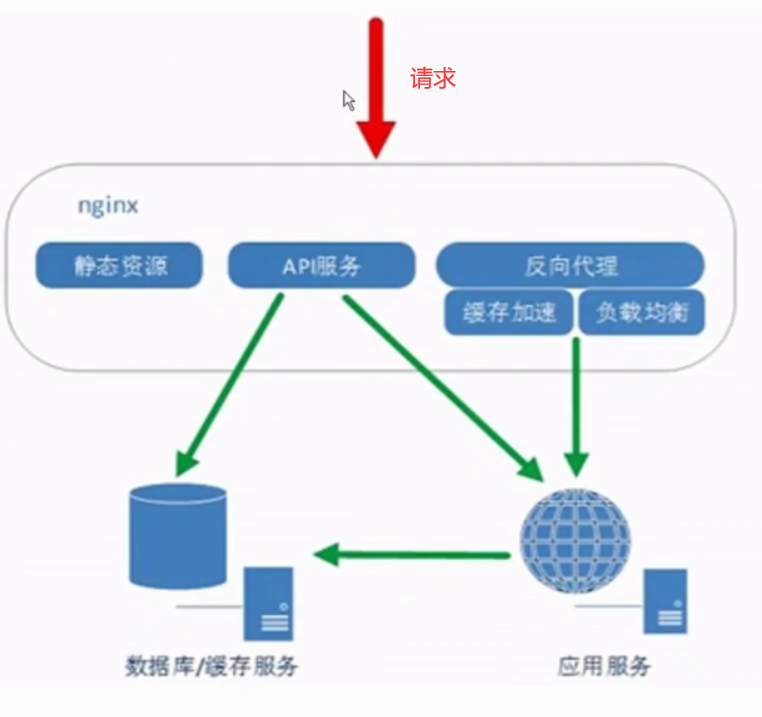 请求
nginx
静态资源
API服务
反向代理
缓存加速
负载均衡
数据库/缓存服务
应用服务